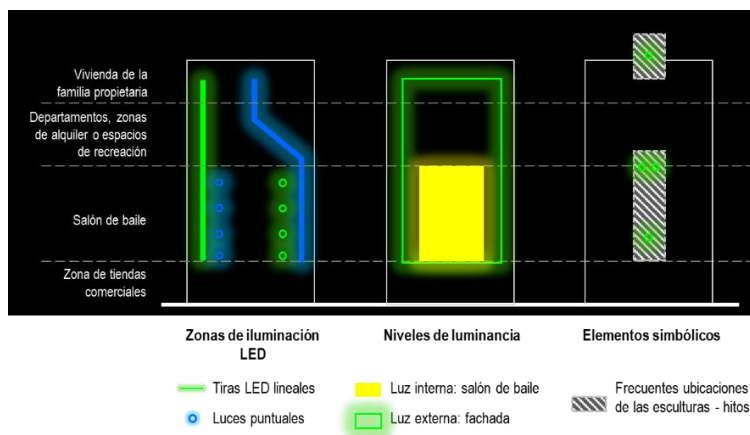 Vivienda de la
familia propietaria
Departamentos, zonas
de alquiler o espacios
de recreación
Salón de baile
Zona de tiendas
comerciales
Zonas de iluminación
LED
Tiras LED lineales
Luces puntuales
Niveles de luminancia
Luz interna: salón de baile
Luz externa: fachada
Elementos simbólicos
Frecuentes ubicaciones
de las esculturas - hitos